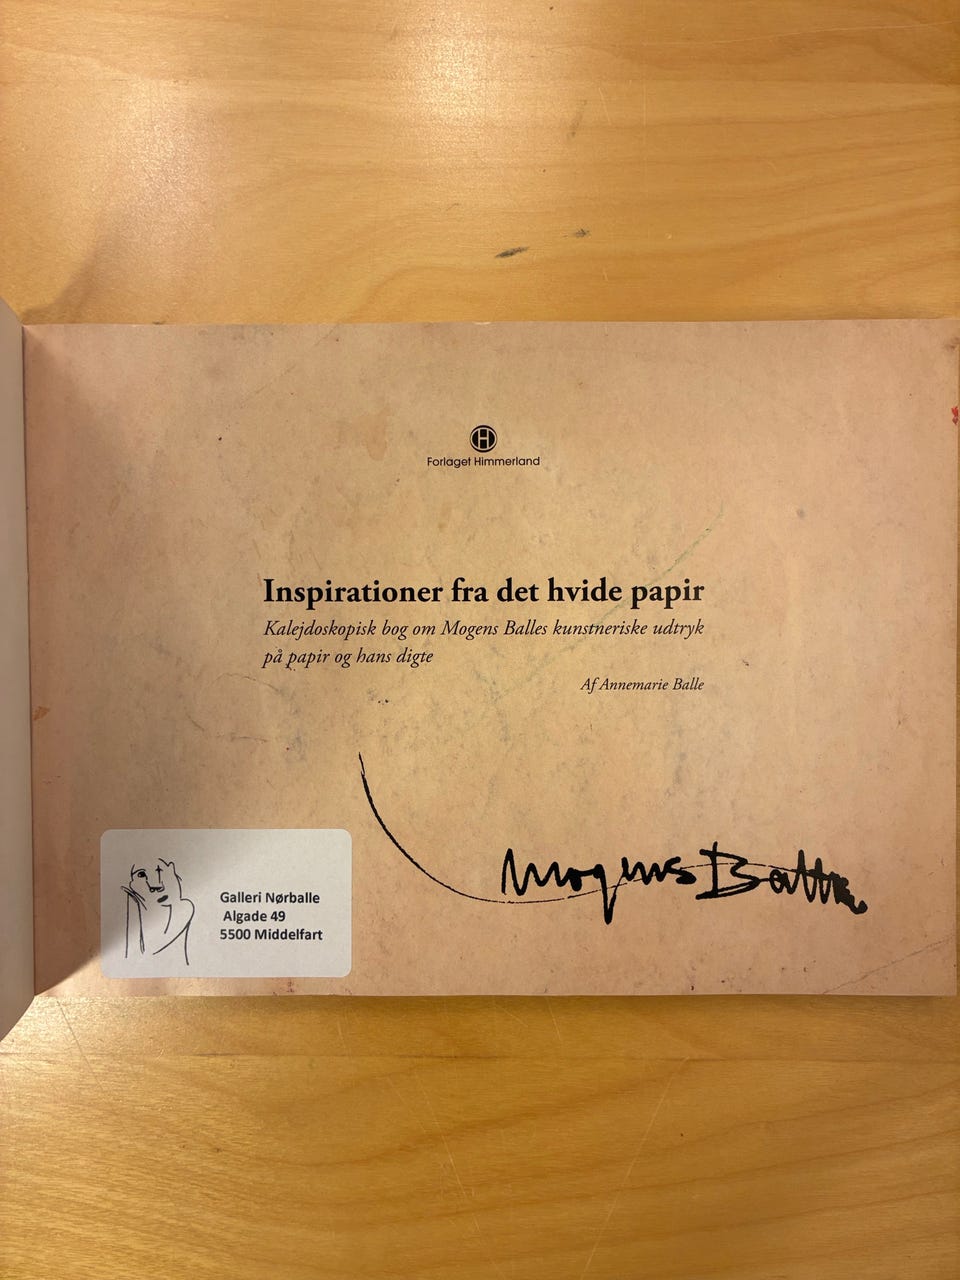 H
Forlaget Himmerland
Inspirationer fra det hvide papir
Kalejdoskopisk bog om Mogens Balles kunstneriske udtryk
på papir og hans digte
Af Annemarie Balle
Mogens Balle
Galleri Nørballe
Algade 49
5500 Middelfart